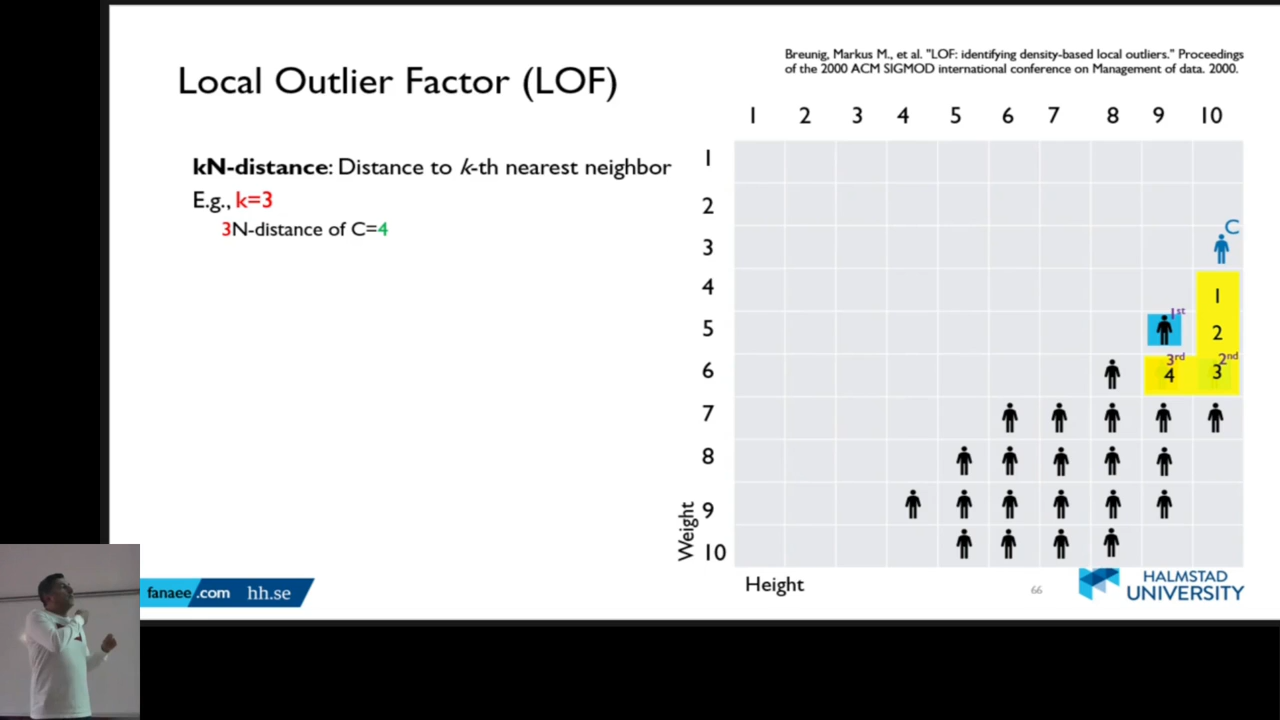 Local Outlier Factor (LOF)
Breunig, Markus M., et al. "LOF: identifying density-based local outliers." Proceedings
of the 2000 ACM SIGMOD international conference on Management of data. 2000.
kN-distance: Distance to k-th nearest neighbor
E.g., k=3
3N-distance of C=4
1 2 3 4 5 6 7 8 9 10
1
2
C
3
4
1
1st
5
2
3rd
2nd
6
4
3
7
8
9
10
Weight
Height
fanaee.com
hh.se
66
HALMSTAD
UNIVERSITY